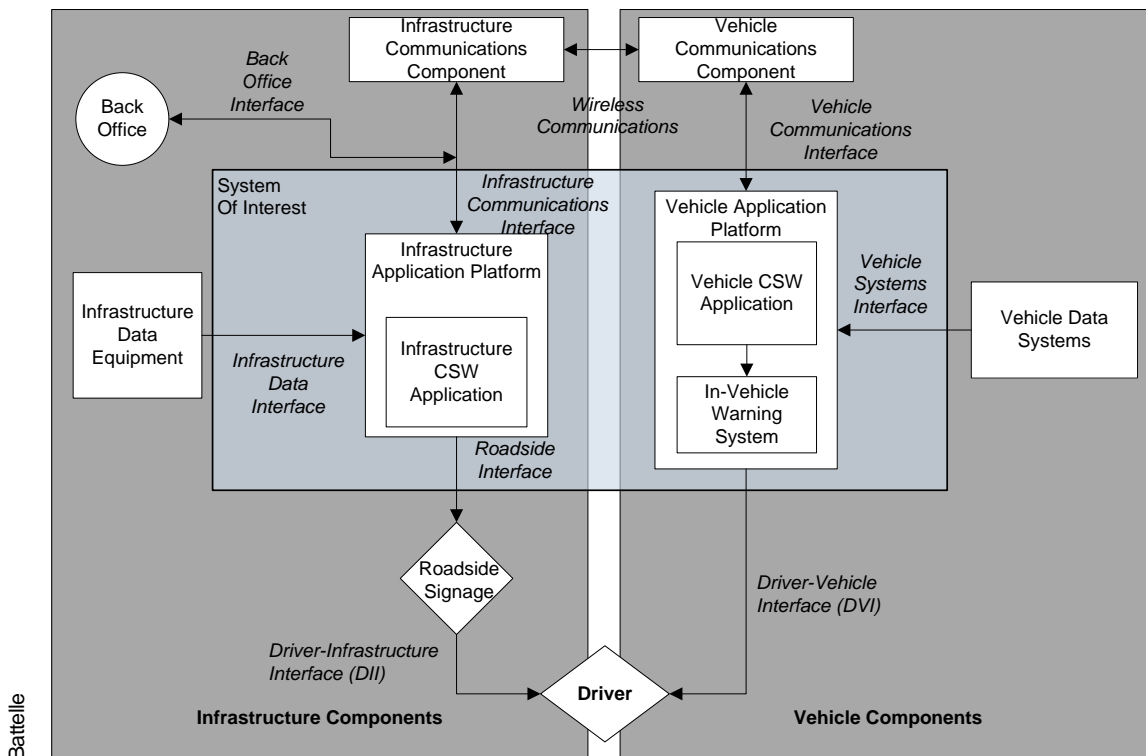 Infrastructure
Communications
Component
Vehicle
Communications
Component
Back
Office
Interface
Back
Office
Wireless
Communications
Vehicle
Communications
Interface
System
Of Interest
Infrastructure
Communications
Interface
Vehicle Application
Platform
Infrastructure
Application Platform
Vehicle CSW
Application
Vehicle
Systems
Interface
Infrastructure
Data
Equipment
Vehicle Data
Systems
Infrastructure
CSW
Application
Infrastructure
Data
Interface
In-Vehicle
Warning
System
Roadside
Interface
Roadside
Signage
Driver-Vehicle
Interface (DVI)
Driver-Infrastructure
Interface (DII)
Driver
Infrastructure Components
Vehicle Components
Battelle